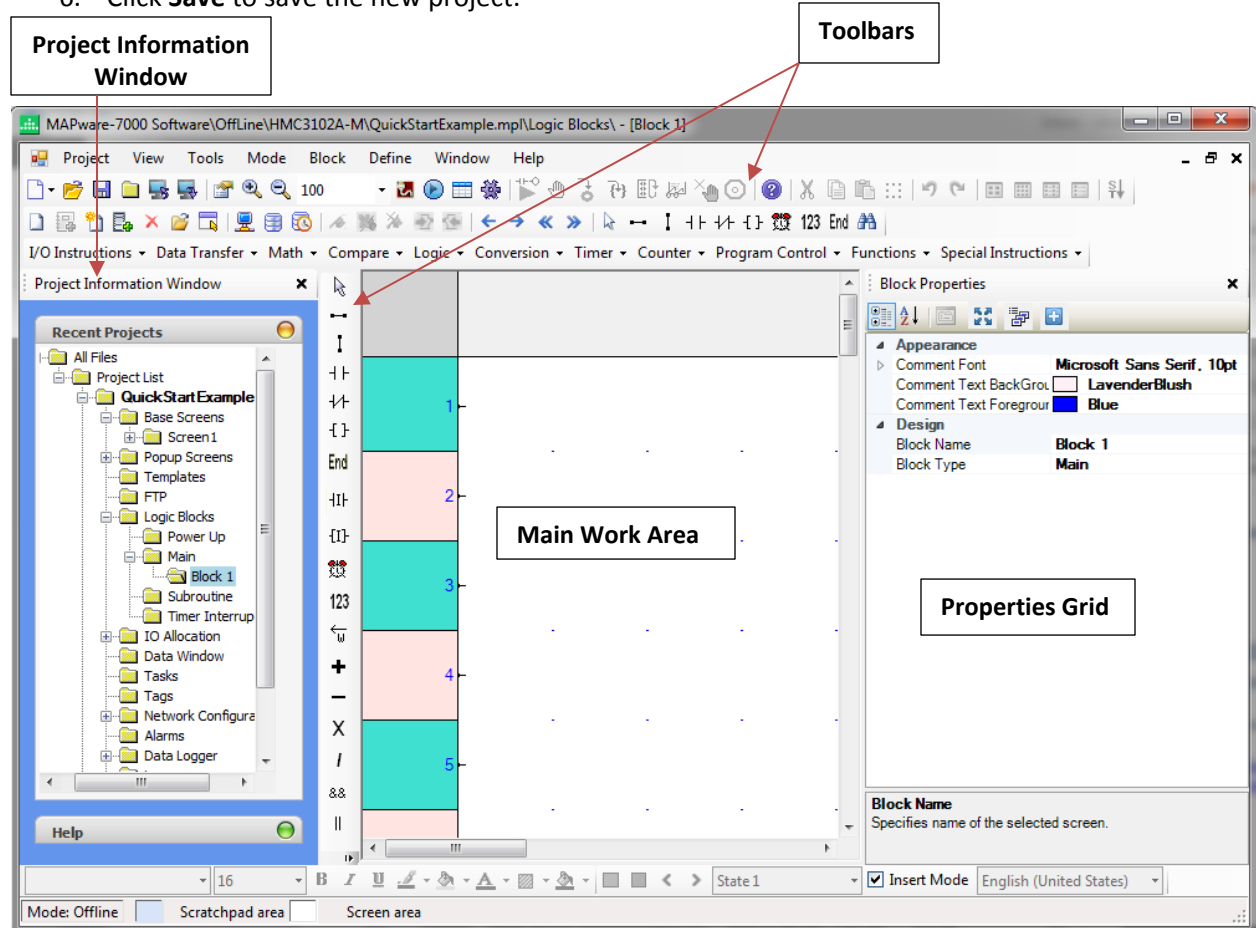 6. Click Save to save the new project.
Project Information
Window
Toolbars
MAPware-7000 Software\OffLine\HMC3102A-M\QuickStartExample.mpl\Logic Blocks\ - [Block 1]
Project View Tools Mode Block Define Window Help
100
123 End
I/O Instructions Data Transfer Math Compare Logic Conversion Timer Counter Program Control Functions Special Instructions
Project Information Window
Recent Projects
All Files
Project List
QuickStartExample
Base Screens
Screen1
Popup Screens
Templates
FTP
Logic Blocks
Power Up
Main
Block 1
Subroutine
Timer Interrup
IO Allocation
Data Window
Tasks
Tags
Network Configura
Alarms
Data Logger
Help
End
123
X
/
&&
||
1
2
3
4
5
Main Work Area
Block Properties
Appearance
Comment Font Microsoft Sans Serif, 10pt
Comment Text BackGrou LavenderBlush
Comment Text Foregrour Blue
Design
Block Name Block 1
Block Type Main
Properties Grid
Block Name
Specifies name of the selected screen.
16 B I U A State 1 Insert Mode English (United States)
Mode: Offline Scratchpad area Screen area